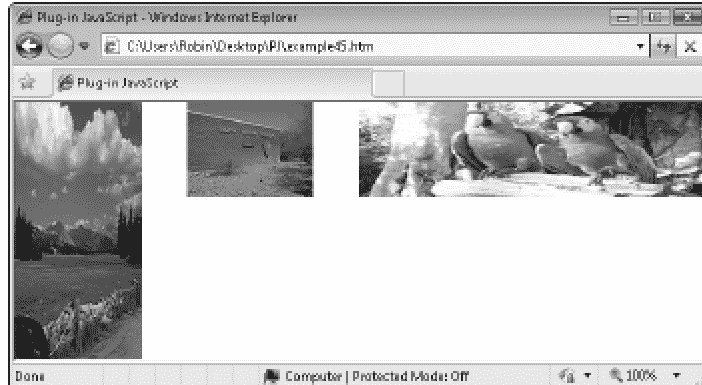 Plug-in JavaScript - Windows Internet Explorer
C:\Users\Robin\Desktop\PJ\example45.htm
Plug-in JavaScript
Done
Computer | Protected Mode: Off
100%